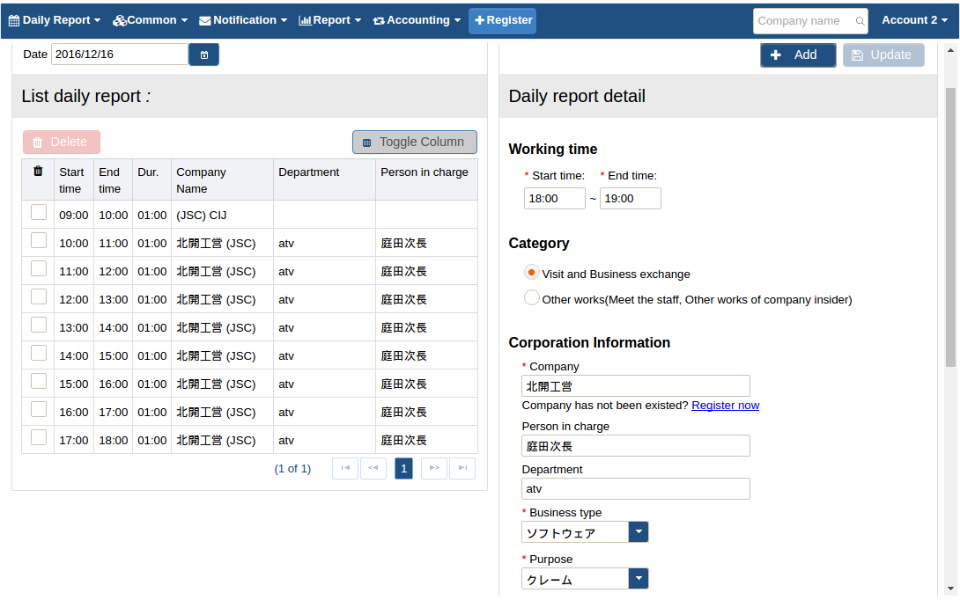 Daily Report Common Notification Report Accounting Register Company name Account 2
Date 2016/12/16
Add Update
List daily report :
Daily report detail
Delete Toggle Column
Start time End time Dur. Company Name Department Person in charge
09:00 10:00 01:00 (JSC) CIJ
10:00 11:00 01:00 北開工営 (JSC) atv 庭田次長
11:00 12:00 01:00 北開工営 (JSC) atv 庭田次長
12:00 13:00 01:00 北開工営 (JSC) atv 庭田次長
13:00 14:00 01:00 北開工営 (JSC) atv 庭田次長
14:00 15:00 01:00 北開工営 (JSC) atv 庭田次長
15:00 16:00 01:00 北開工営 (JSC) atv 庭田次長
16:00 17:00 01:00 北開工営 (JSC) atv 庭田次長
17:00 18:00 01:00 北開工営 (JSC) atv 庭田次長
(1 of 1) 1
Working time
* Start time: * End time:
18:00 ~ 19:00
Category
Visit and Business exchange
Other works(Meet the staff, Other works of company insider)
Corporation Information
* Company
北開工営
Company has not been existed? Register now
Person in charge
庭田次長
Department
atv
* Business type
ソフトウェア
* Purpose
クレーム